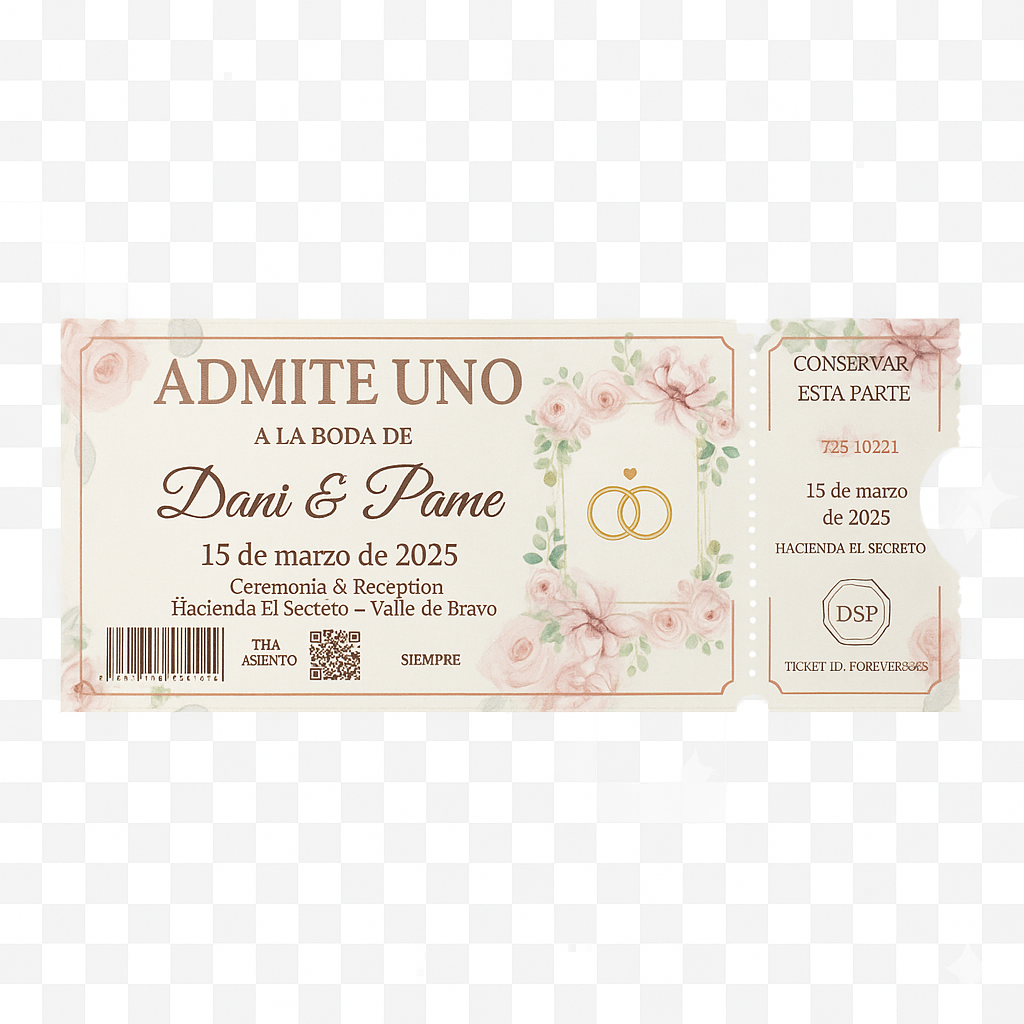 ADMITE UNO
A LA BODA DE
Dani & Pame
15 de marzo de 2025
Ceremonia & Reception
Hacienda El Secteto – Valle de Bravo
THA
ASIENTO
SIEMPRE
CONSERVAR
ESTA PARTE
725 10221
15 de marzo
de 2025
HACIENDA EL SECRETO
DSP
TICKET ID.